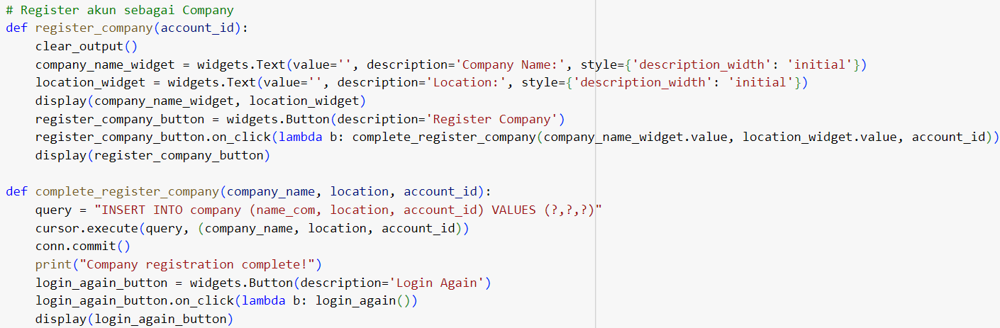 # Register akun sebagai Company
def register_company(account_id):
    clear_output()
    company_name_widget = widgets.Text(value='', description='Company Name:', style={'description_width': 'initial'})
    location_widget = widgets.Text(value='', description='Location:', style={'description_width': 'initial'})
    display(company_name_widget, location_widget)
    register_company_button = widgets.Button(description='Register Company')
    register_company_button.on_click(lambda b: complete_register_company(company_name_widget.value, location_widget.value, account_id))
    display(register_company_button)

def complete_register_company(company_name, location, account_id):
    query = "INSERT INTO company (name_com, location, account_id) VALUES (?,?,?)"
    cursor.execute(query, (company_name, location, account_id))
    conn.commit()
    print("Company registration complete!")
    login_again_button = widgets.Button(description='Login Again')
    login_again_button.on_click(lambda b: login_again())
    display(login_again_button)